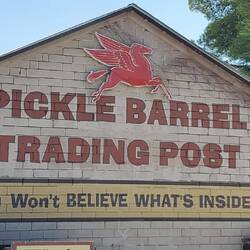 PICKLE BARREL
TRADING POST
Won't BELIEVE WHAT'S INSIDE